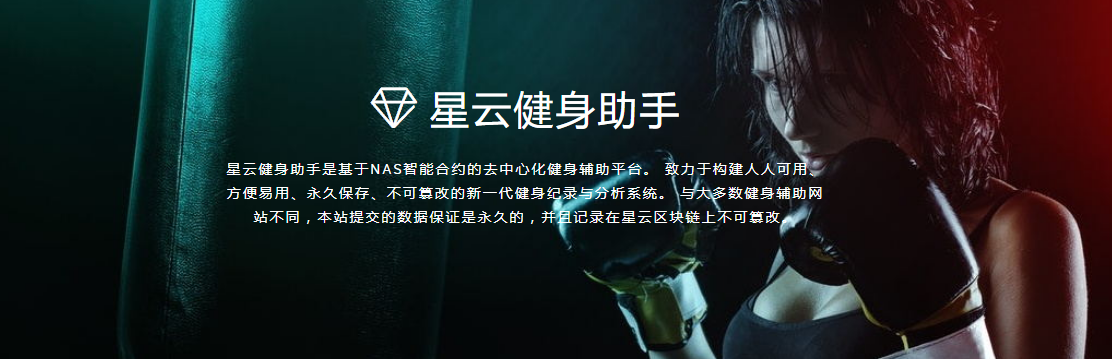 星云健身助手
星云健身助手是基于NAS智能合约的去中心化健身辅助平台。 致力于构建人人可用、
方便易用、永久保存、不可篡改的新一代健身纪录与分析系统。 与大多数健身辅助网
站不同，本站提交的数据保证是永久的，并且记录在星云区块链上不可篡改。